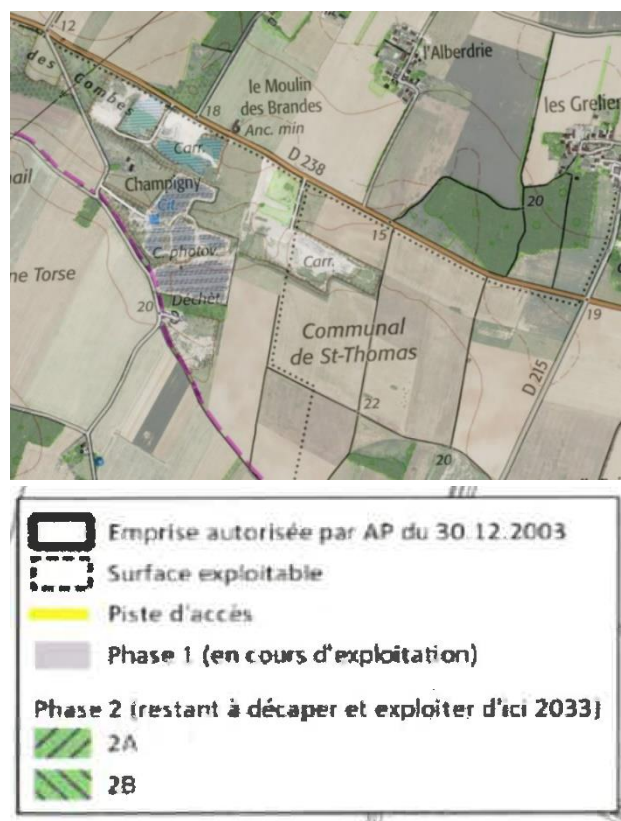 12
des Combes
18
le Moulin
des Brandes
Anc. min
l'Alberdrie
les Grelier
Carr.
D 238
Champigny
Cit.
C. photov.
20
15
Carr.
ne Torse
20
Déchèt.
19
Communal
de St-Thomas
D 215
22
20
Emprise autorisée par AP du 30.12.2003
Surface exploitable
Piste d'accès
Phase 1 (en cours d'exploitation)
Phase 2 (restant à décaper et exploiter d'ici 2033)
2A
2B